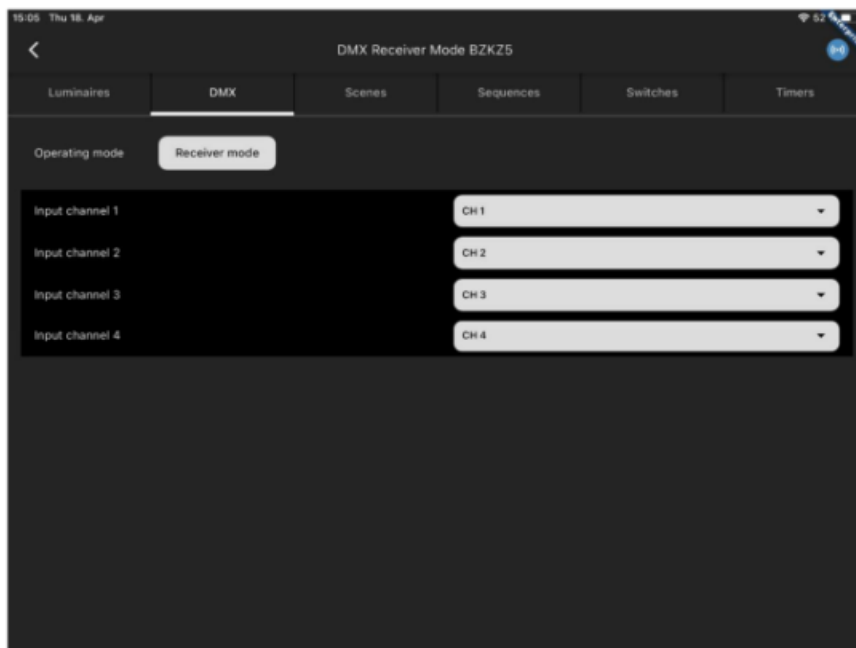 15:05 Thu 18. Apr 52
DMX Receiver Mode BZKZ5
Luminaires DMX Scenes Sequences Switches Timers
Operating mode Receiver mode
Input channel 1 CH 1
Input channel 2 CH 2
Input channel 3 CH 3
Input channel 4 CH 4